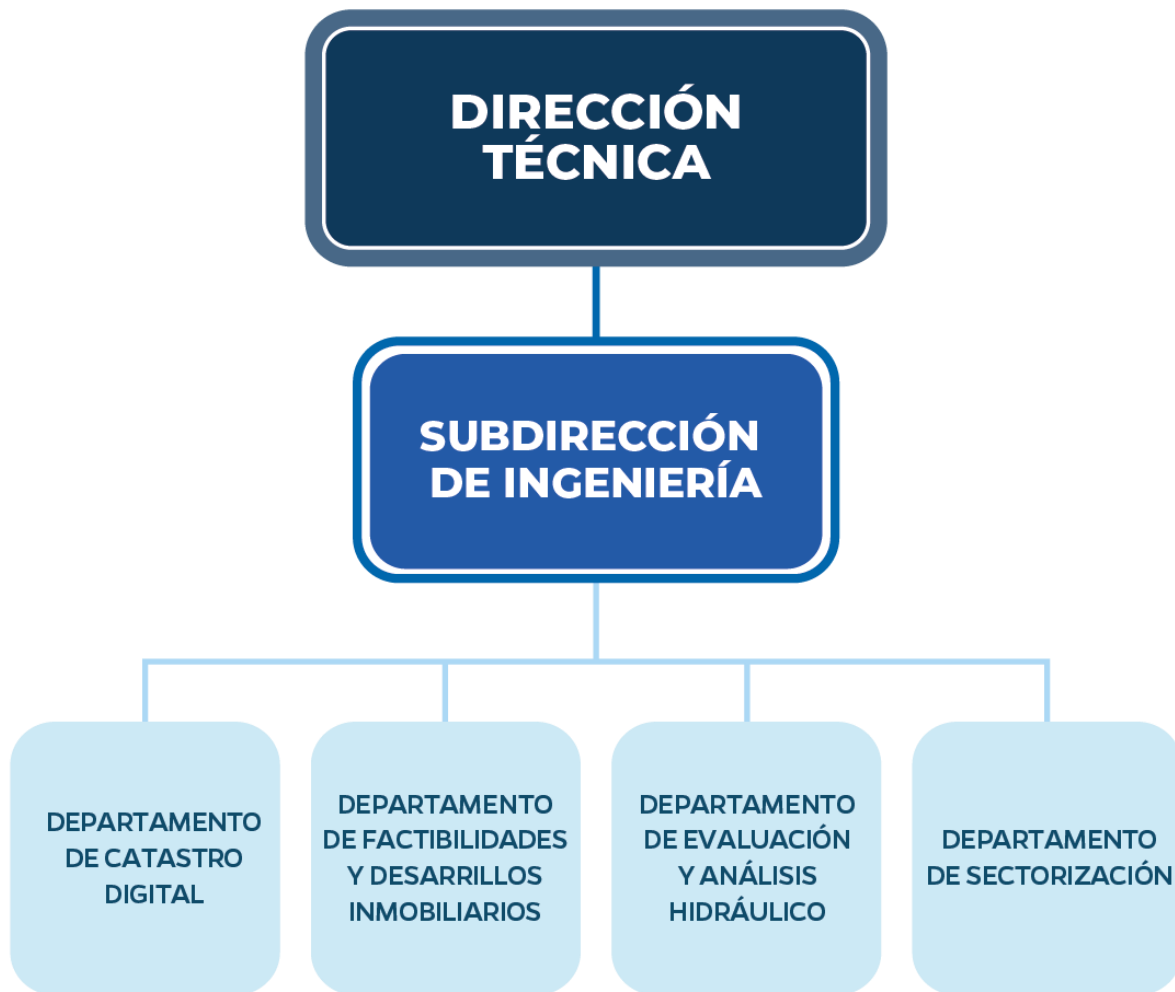 DIRECCIÓN
TÉCNICA
SUBDIRECCIÓN
DE INGENIERÍA
DEPARTAMENTO
DE CATASTRO
DIGITAL
DEPARTAMENTO
DE FACTIBILIDADES
Y DESARRILLOS
INMOBILIARIOS
DEPARTAMENTO
DE EVALUACIÓN
Y ANÁLISIS
HIDRÁULICO
DEPARTAMENTO
DE SECTORIZACIÓN